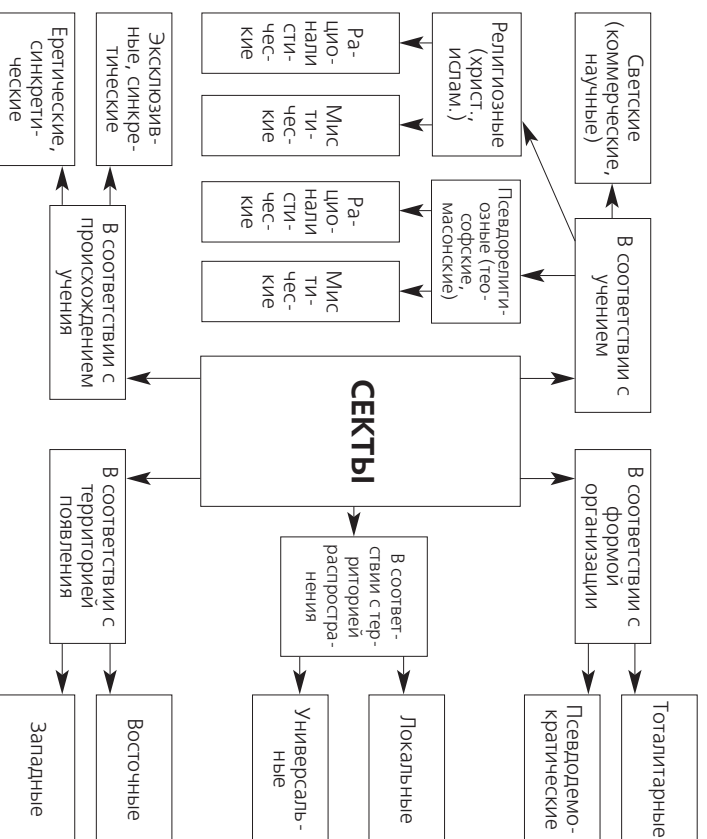 Светские
(коммерческие,
научные)
В соответствии с
учением
Религиозные
(христ.,
ислам.)
Ра-
цио-
нали
сти-
чес-
кие
Мис
ти-
чес-
кие
Псевдорелиги-
озные (тео-
софские,
масонские)
Ра-
цио-
нали
сти-
чес-
кие
Мис
ти-
чес-
кие
Эксклюзив-
ные, синкре-
тические
Еретические,
синкрети-
ческие
В соответствии с
происхождением
учения
СЕКТЫ
В соответствии с
формой
организации
Тоталитарные
Псевдодемо-
кратические
В соответ-
ствии с тер-
риторией
распростра-
нения
Локальные
Универсаль-
ные
В соответствии с
территорией
появления
Восточные
Западные